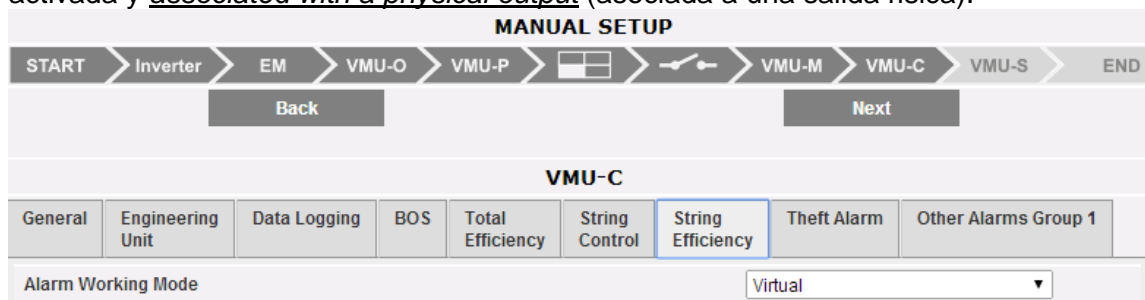 activada y associated with a physical output (asociada a una salida física).
MANUAL SETUP
START Inverter EM VMU-O VMU-P VMU-M VMU-C VMU-S END
Back Next
VMU-C
General Engineering Unit Data Logging BOS Total Efficiency String Control String Efficiency Theft Alarm Other Alarms Group 1
Alarm Working Mode Virtual